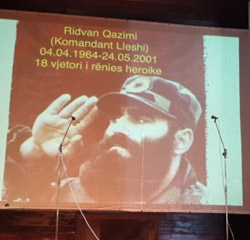 Ridvan Qazimi
(Komandant Lleshi)
04.04.1964-24.05.2001
18 vjetori i rënies heroike